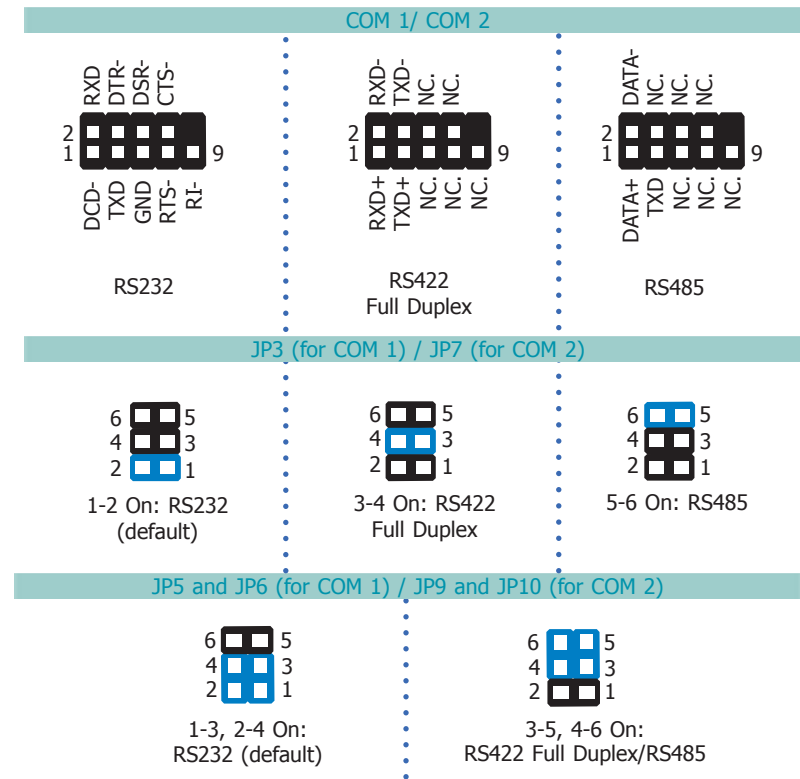 COM 1/ COM 2
RXD
DTR-
DSR-
CTS-
2
1
9
DCD-
TXD
GND
RTS-
RI-
RS232
RXD-
TXD-
NC.
NC.
2
1
9
RXD+
TXD+
NC.
NC.
NC.
RS422
Full Duplex
DATA-
NC.
NC.
NC.
2
1
9
DATA+
TXD
NC.
NC.
NC.
RS485
JP3 (for COM 1) / JP7 (for COM 2)
6 5
4 3
2 1
1-2 On: RS232
(default)
6 5
4 3
2 1
3-4 On: RS422
Full Duplex
6 5
4 3
2 1
5-6 On: RS485
JP5 and JP6 (for COM 1) / JP9 and JP10 (for COM 2)
6 5
4 3
2 1
1-3, 2-4 On:
RS232 (default)
6 5
4 3
2 1
3-5, 4-6 On:
RS422 Full Duplex/RS485